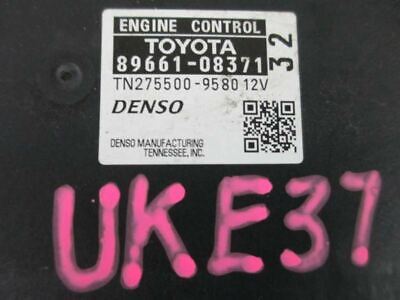 ENGINE CONTROL
TOYOTA
89661-08371
32
TN275500-9580 12V
DENSO
DENSO MANUFACTURING
TENNESSEE, INC.
UKE37